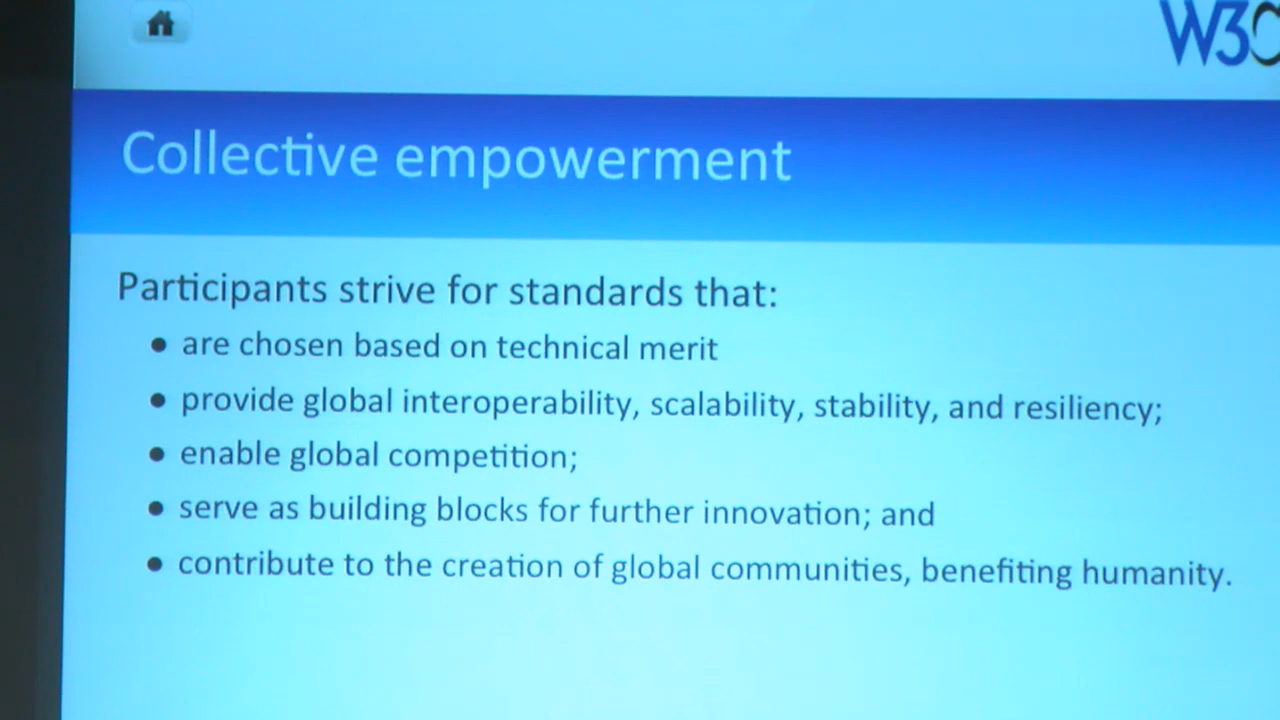 W3C
Collective empowerment
Participants strive for standards that:
● are chosen based on technical merit
● provide global interoperability, scalability, stability, and resiliency;
● enable global competition;
● serve as building blocks for further innovation; and
● contribute to the creation of global communities, benefiting humanity.